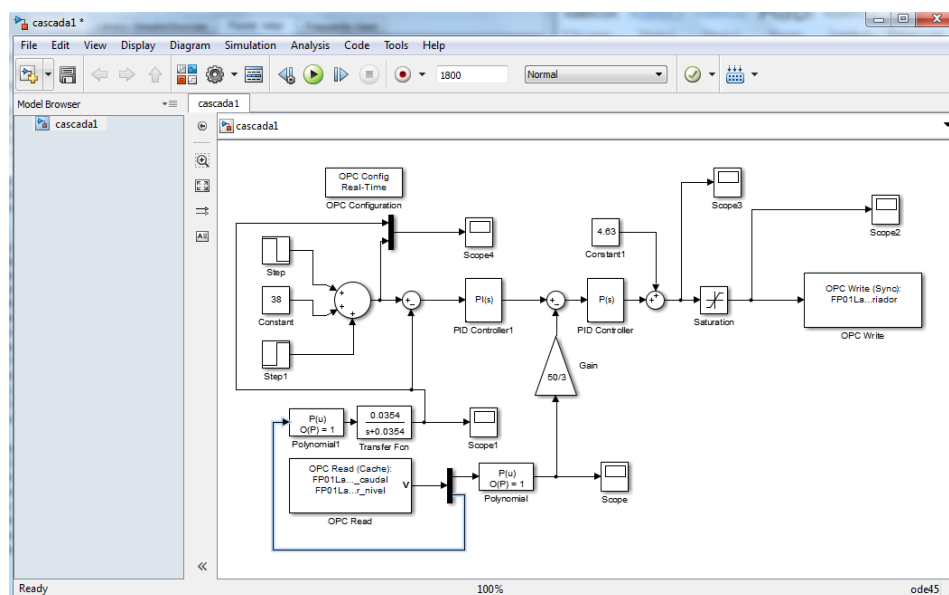 cascada1 *
File Edit View Display Diagram Simulation Analysis Code Tools Help
1800 Normal
Model Browser cascada1
cascada1 cascada1
OPC Config
Real-Time
OPC Configuration
Scope3
Scope2
4.63
Constant1
Scope4
Step
38
Constant
Step1
PI(s)
PID Controller1
P(s)
PID Controller
Saturation
OPC Write (Sync):
FP01La...riador
OPC Write
Gain
50/3
P(u)
O(P) = 1
Polynomial1
0.0354
s+0.0354
Transfer Fcn
Scope1
OPC Read (Cache):
FP01La..._caudal
FP01La...r_nivel
V
OPC Read
P(u)
O(P) = 1
Polynomial
Scope
Ready 100% ode45